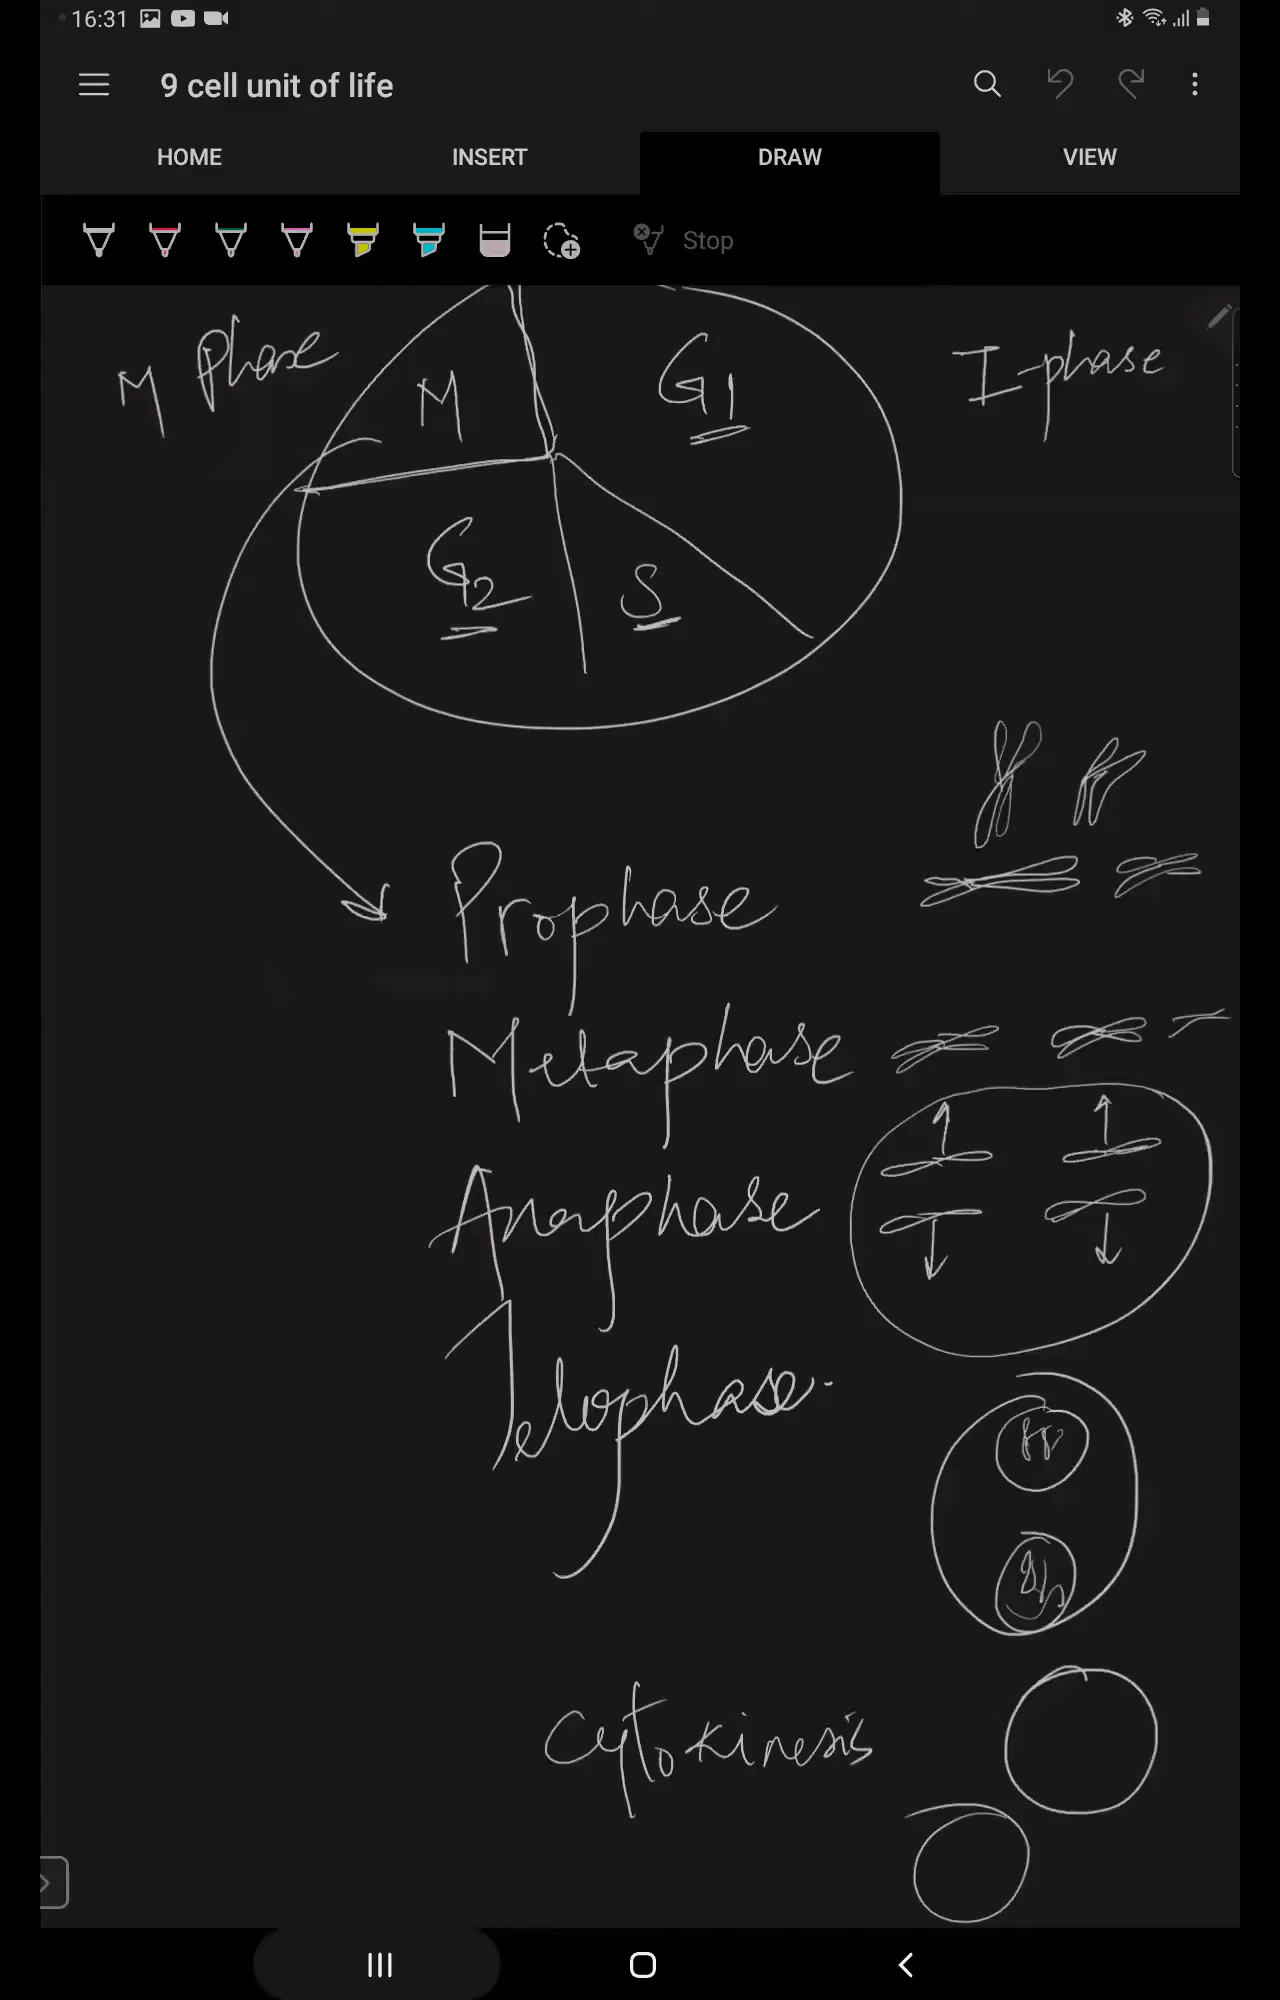 16:31
9 cell unit of life
HOME INSERT DRAW VIEW
Stop
M Phase M G1 I-phase
G2 S
Prophase
Metaphase
Anaphase
Telophase.
Cytokinesis